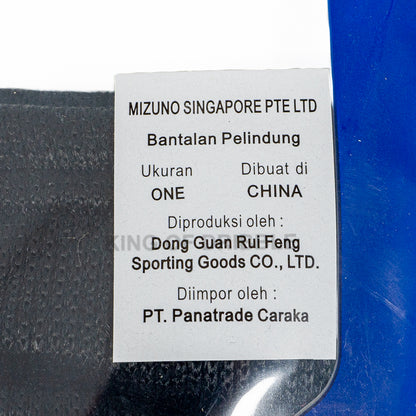 MIZUNO SINGAPORE PTE LTD
Bantalan Pelindung
Ukuran Dibuat di
ONE CHINA
Diproduksi oleh :
Dong Guan Rui Feng
Sporting Goods CO., LTD.
Diimpor oleh :
PT. Panatrade Caraka